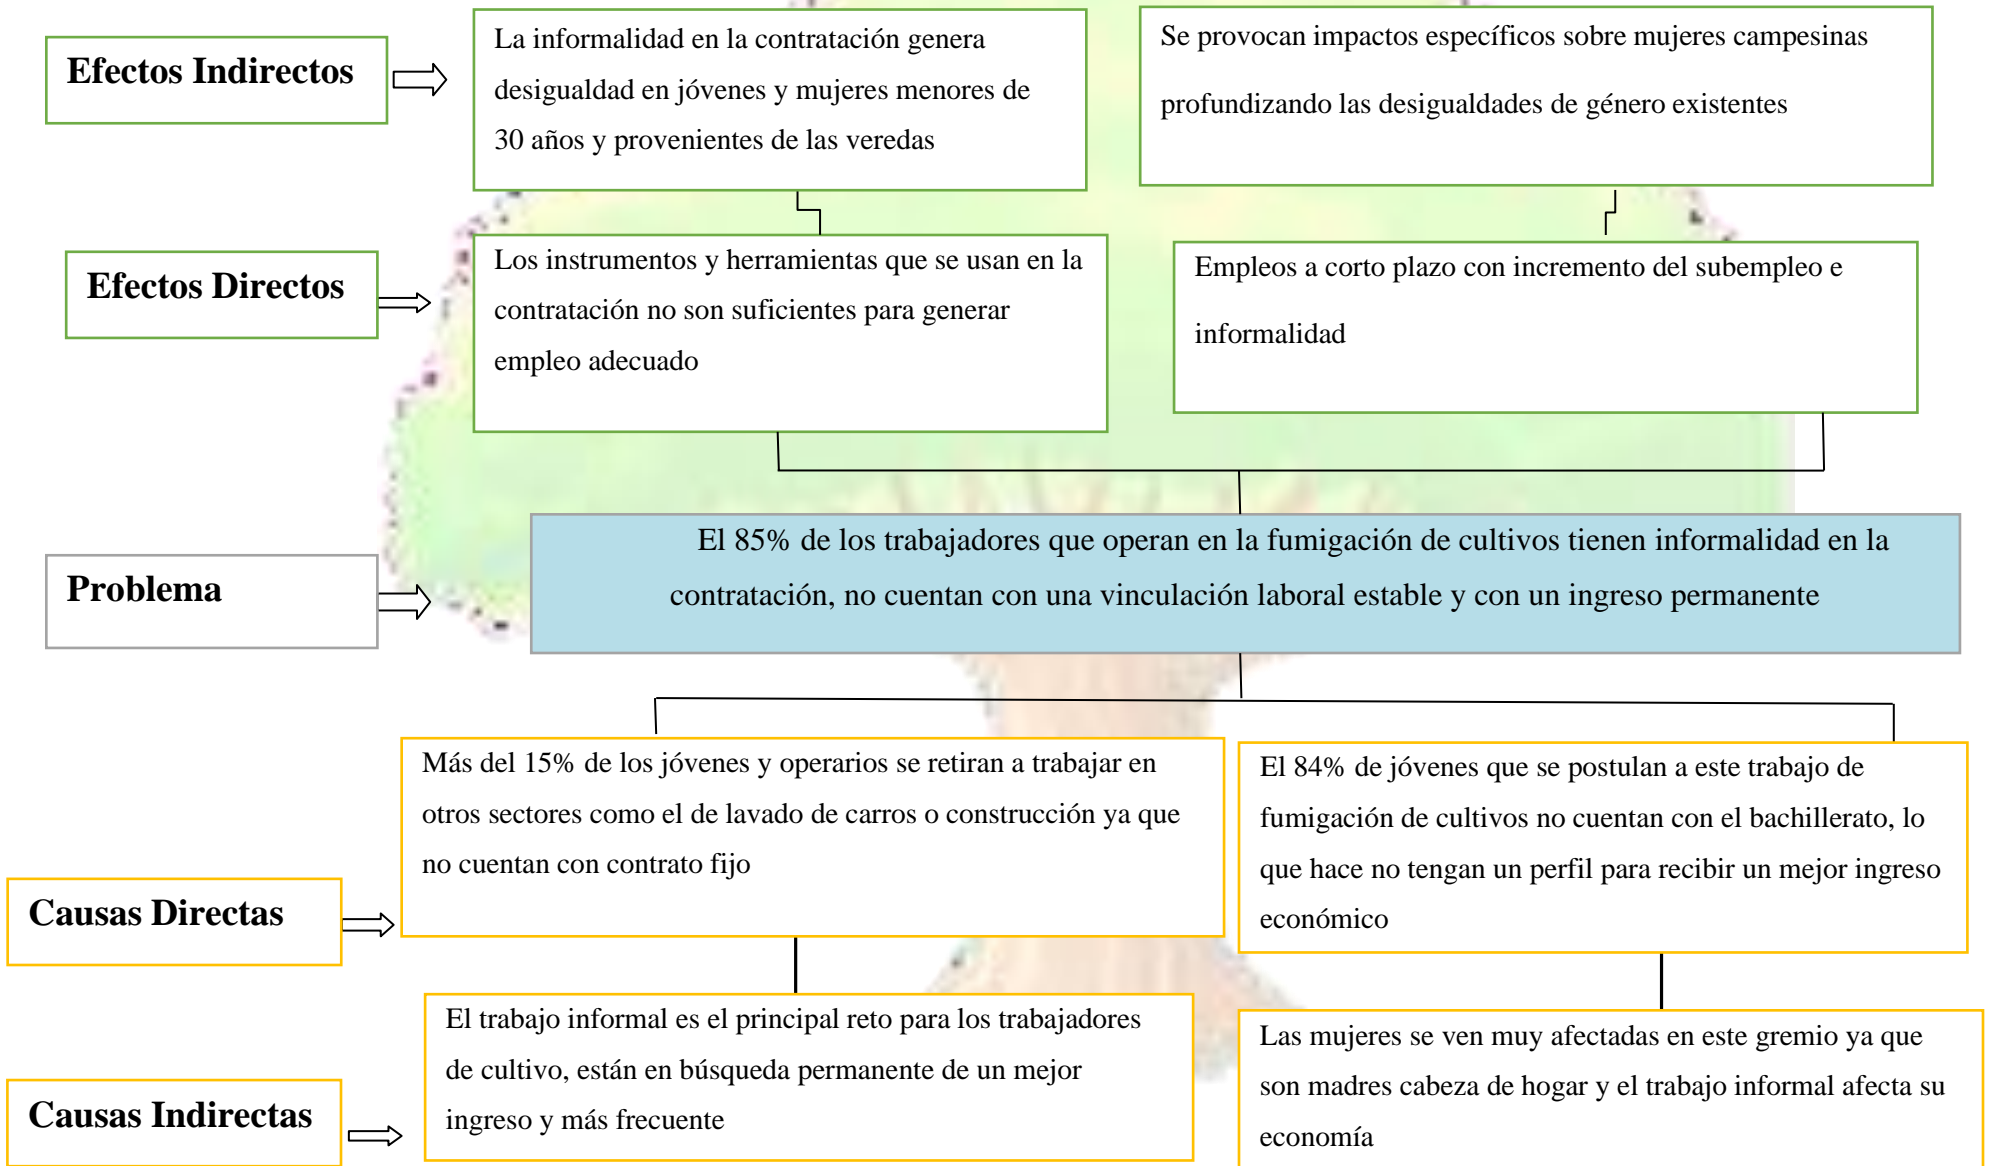 Efectos Indirectos
La informalidad en la contratación genera
desigualdad en jóvenes y mujeres menores de
30 años y provenientes de las veredas
Se provocan impactos específicos sobre mujeres campesinas
profundizando las desigualdades de género existentes
Efectos Directos
Los instrumentos y herramientas que se usan en la
contratación no son suficientes para generar
empleo adecuado
Empleos a corto plazo con incremento del subempleo e
informalidad
Problema
El 85% de los trabajadores que operan en la fumigación de cultivos tienen informalidad en la
contratación, no cuentan con una vinculación laboral estable y con un ingreso permanente
Causas Directas
Más del 15% de los jóvenes y operarios se retiran a trabajar en
otros sectores como el de lavado de carros o construcción ya que
no cuentan con contrato fijo
El 84% de jóvenes que se postulan a este trabajo de
fumigación de cultivos no cuentan con el bachillerato, lo
que hace no tengan un perfil para recibir un mejor ingreso
económico
Causas Indirectas
El trabajo informal es el principal reto para los trabajadores
de cultivo, están en búsqueda permanente de un mejor
ingreso y más frecuente
Las mujeres se ven muy afectadas en este gremio ya que
son madres cabeza de hogar y el trabajo informal afecta su
economía